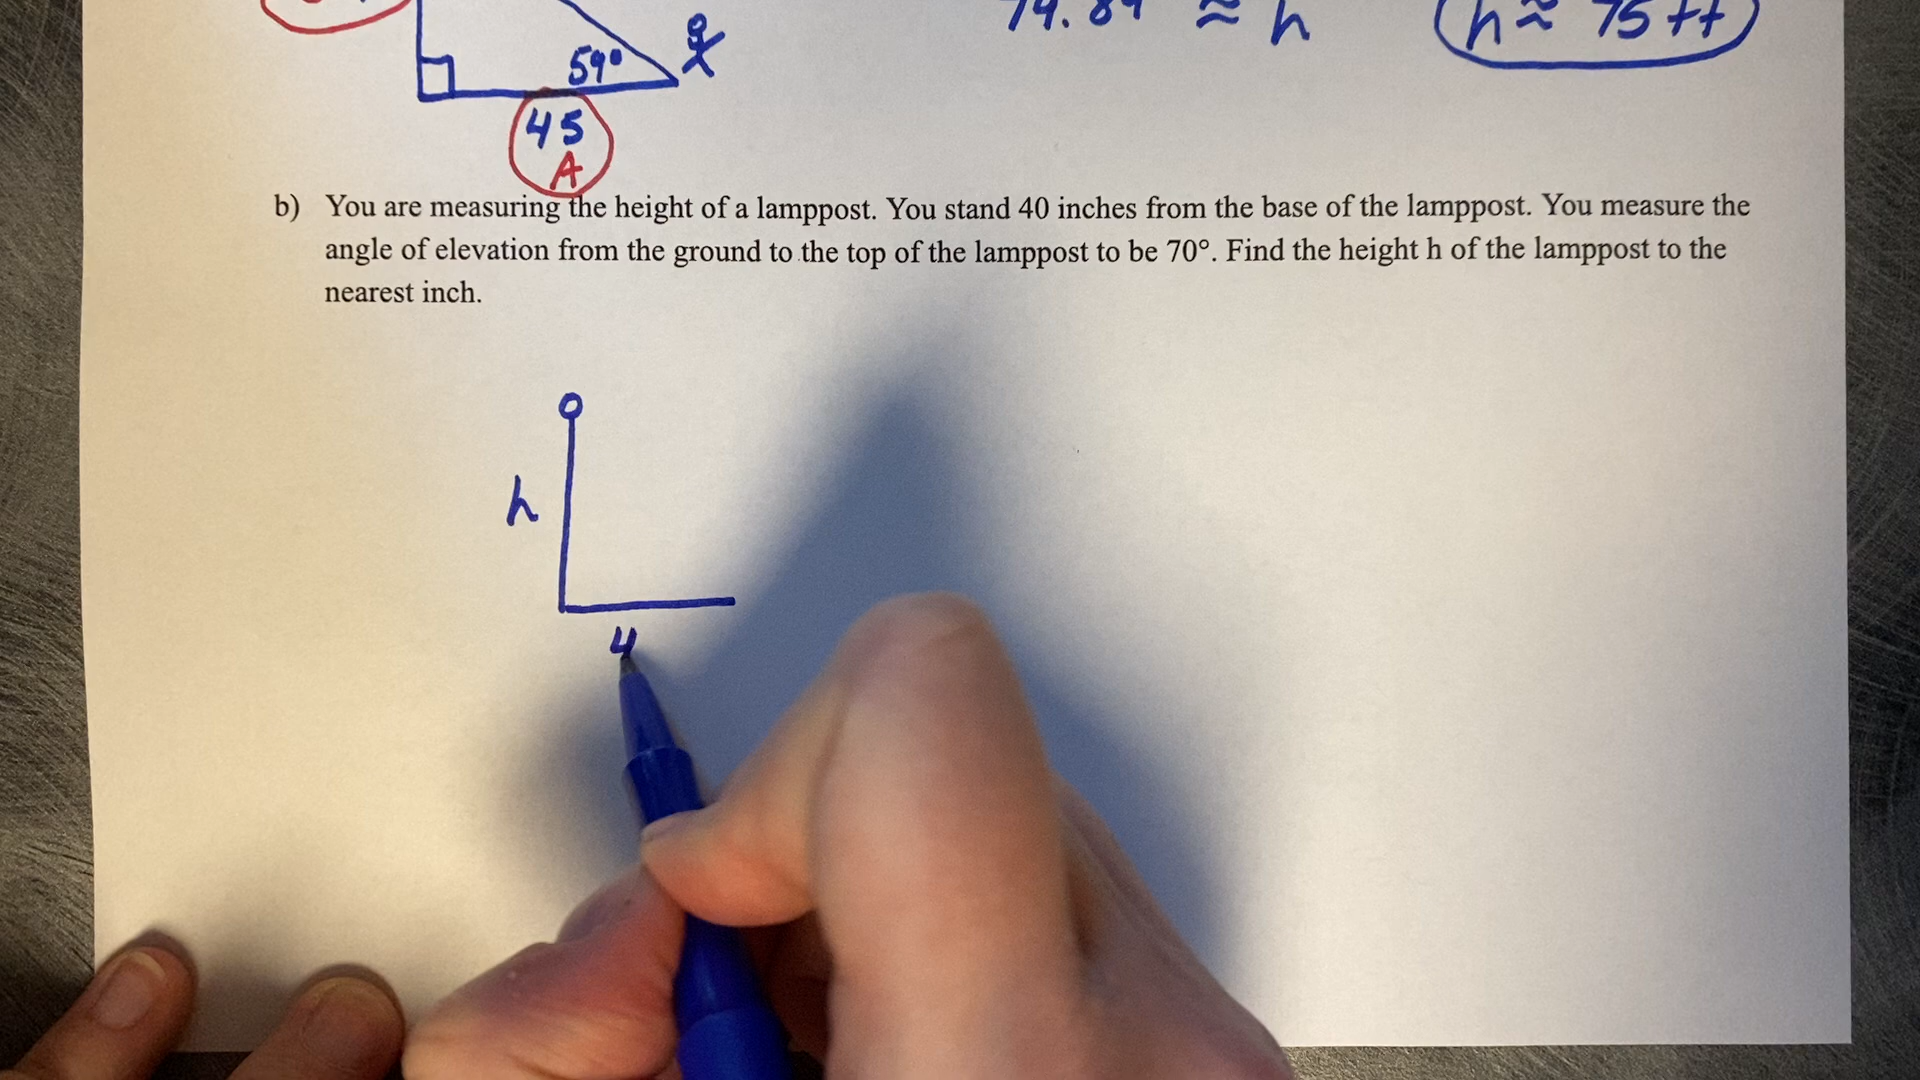 74.89 ≈ h
h ≈ 75 ft
59°
45
A
b) You are measuring the height of a lamppost. You stand 40 inches from the base of the lamppost. You measure the
angle of elevation from the ground to the top of the lamppost to be 70°. Find the height h of the lamppost to the
nearest inch.
h
4